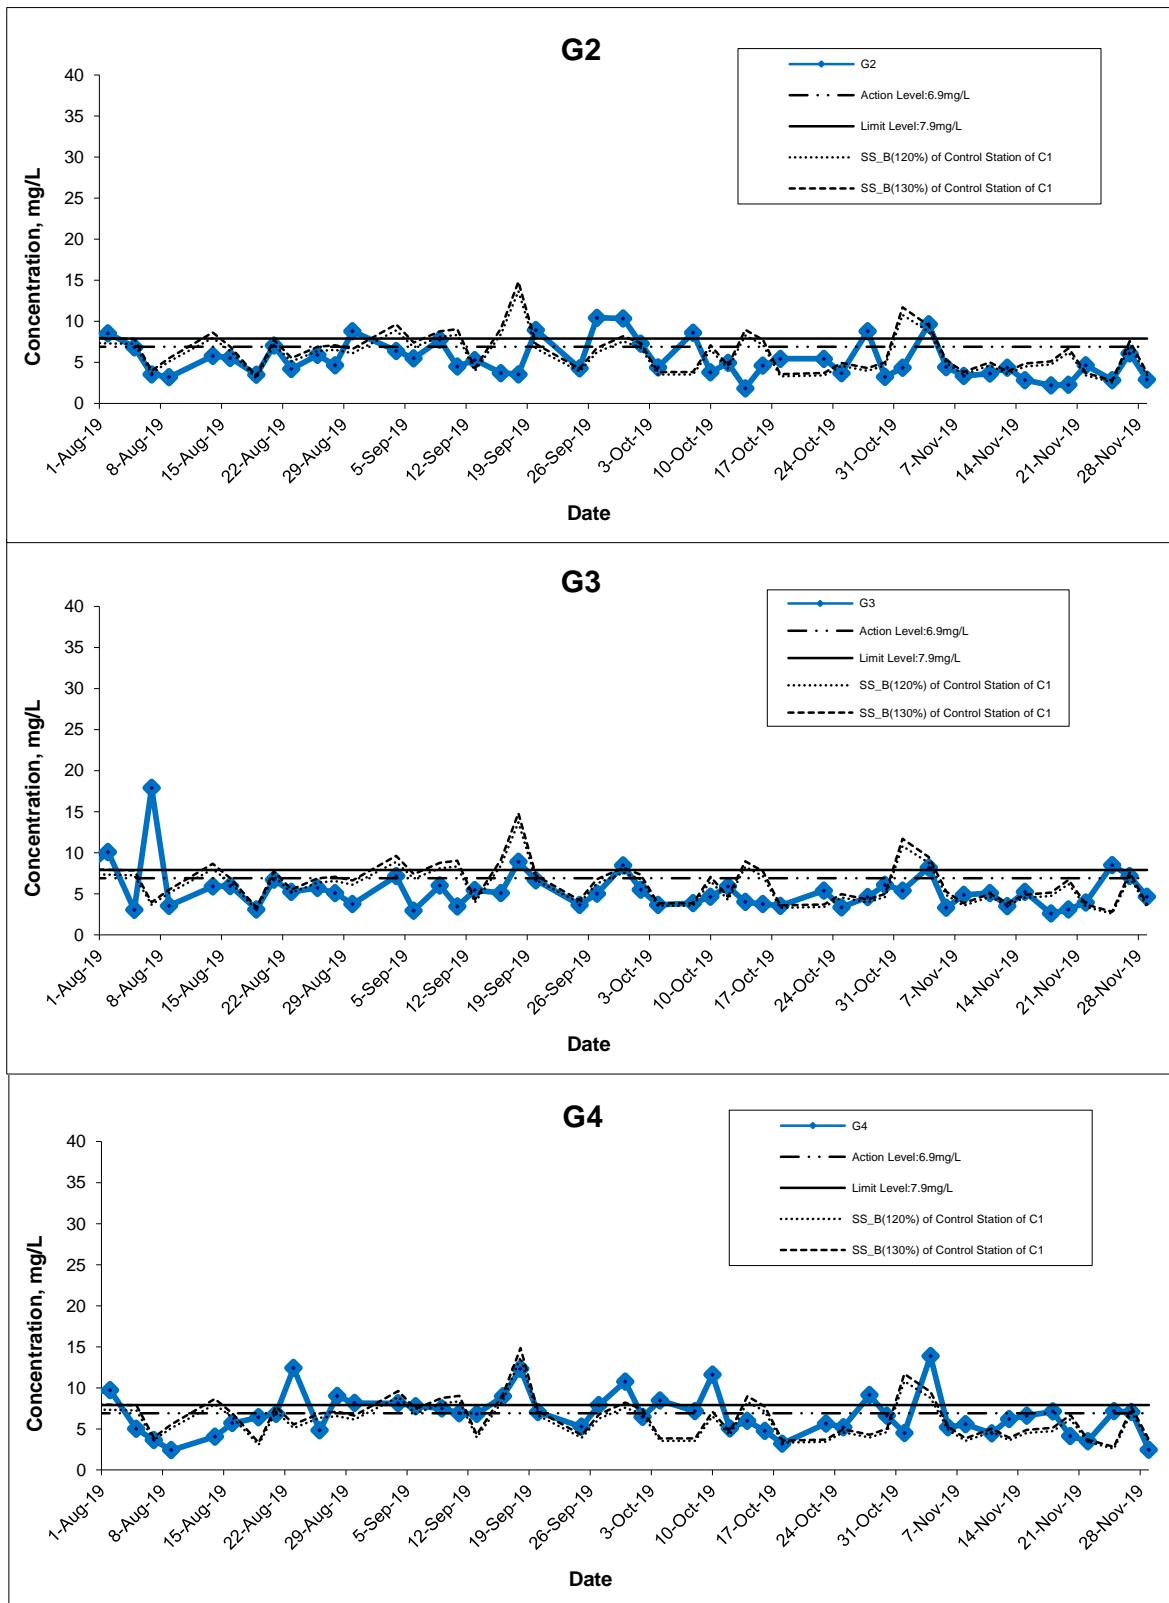 G2
G2
Action Level:6.9mg/L
Limit Level:7.9mg/L
SS_B(120%) of Control Station of C1
SS_B(130%) of Control Station of C1
Concentration, mg/L
40
35
30
25
20
15
10
5
0
1-Aug-19
8-Aug-19
15-Aug-19
22-Aug-19
29-Aug-19
5-Sep-19
12-Sep-19
19-Sep-19
26-Sep-19
3-Oct-19
10-Oct-19
17-Oct-19
24-Oct-19
31-Oct-19
7-Nov-19
14-Nov-19
21-Nov-19
28-Nov-19
Date
G3
G3
Action Level:6.9mg/L
Limit Level:7.9mg/L
SS_B(120%) of Control Station of C1
SS_B(130%) of Control Station of C1
Concentration, mg/L
40
35
30
25
20
15
10
5
0
1-Aug-19
8-Aug-19
15-Aug-19
22-Aug-19
29-Aug-19
5-Sep-19
12-Sep-19
19-Sep-19
26-Sep-19
3-Oct-19
10-Oct-19
17-Oct-19
24-Oct-19
31-Oct-19
7-Nov-19
14-Nov-19
21-Nov-19
28-Nov-19
Date
G4
G4
Action Level:6.9mg/L
Limit Level:7.9mg/L
SS_B(120%) of Control Station of C1
SS_B(130%) of Control Station of C1
Concentration, mg/L
40
35
30
25
20
15
10
5
0
1-Aug-19
8-Aug-19
15-Aug-19
22-Aug-19
29-Aug-19
5-Sep-19
12-Sep-19
19-Sep-19
26-Sep-19
3-Oct-19
10-Oct-19
17-Oct-19
24-Oct-19
31-Oct-19
7-Nov-19
14-Nov-19
21-Nov-19
28-Nov-19
Date